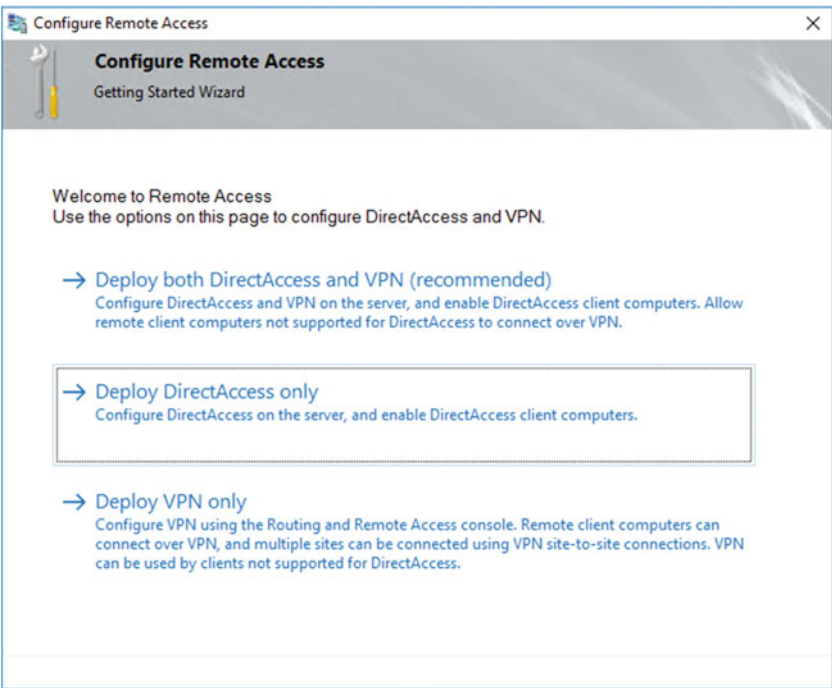 Configure Remote Access
Configure Remote Access
Getting Started Wizard
Welcome to Remote Access
Use the options on this page to configure DirectAccess and VPN.
Deploy both DirectAccess and VPN (recommended)
Configure DirectAccess and VPN on the server, and enable DirectAccess client computers. Allow
remote client computers not supported for DirectAccess to connect over VPN.
Deploy DirectAccess only
Configure DirectAccess on the server, and enable DirectAccess client computers.
Deploy VPN only
Configure VPN using the Routing and Remote Access console. Remote client computers can
connect over VPN, and multiple sites can be connected using VPN site-to-site connections. VPN
can be used by clients not supported for DirectAccess.